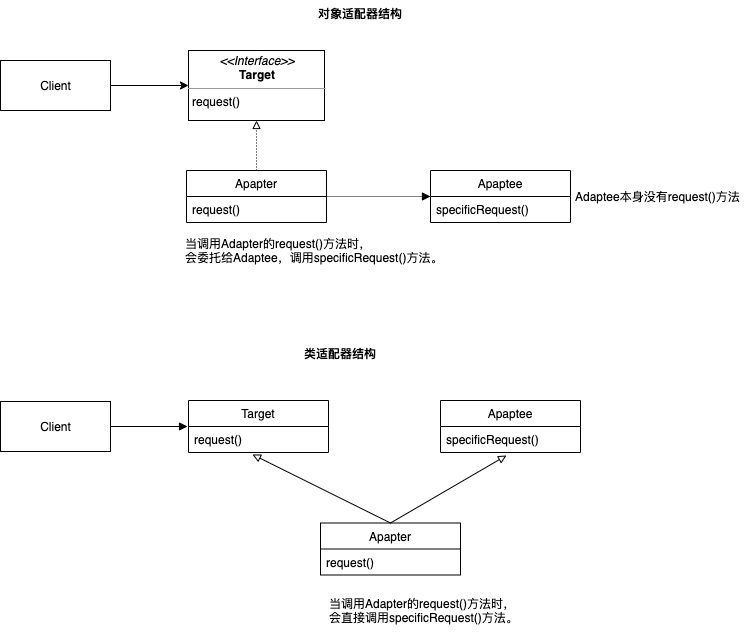 对象适配器结构
Client
<<Interface>>
Target
request()
Apapter
request()
Apaptee
specificRequest()
Adaptee本身没有request()方法
当调用Adapter的request()方法时，
会委托给Adaptee，调用specificRequest()方法。
类适配器结构
Client
Target
request()
Apaptee
specificRequest()
Apapter
request()
当调用Adapter的request()方法时，
会直接调用specificRequest()方法。